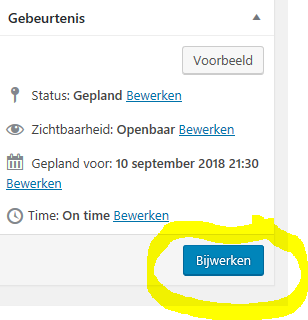 Gebeurtenis
Voorbeeld
Status: Gepland Bewerken
Zichtbaarheid: Openbaar Bewerken
Gepland voor: 10 september 2018 21:30
Bewerken
Time: On time Bewerken
Bijwerken